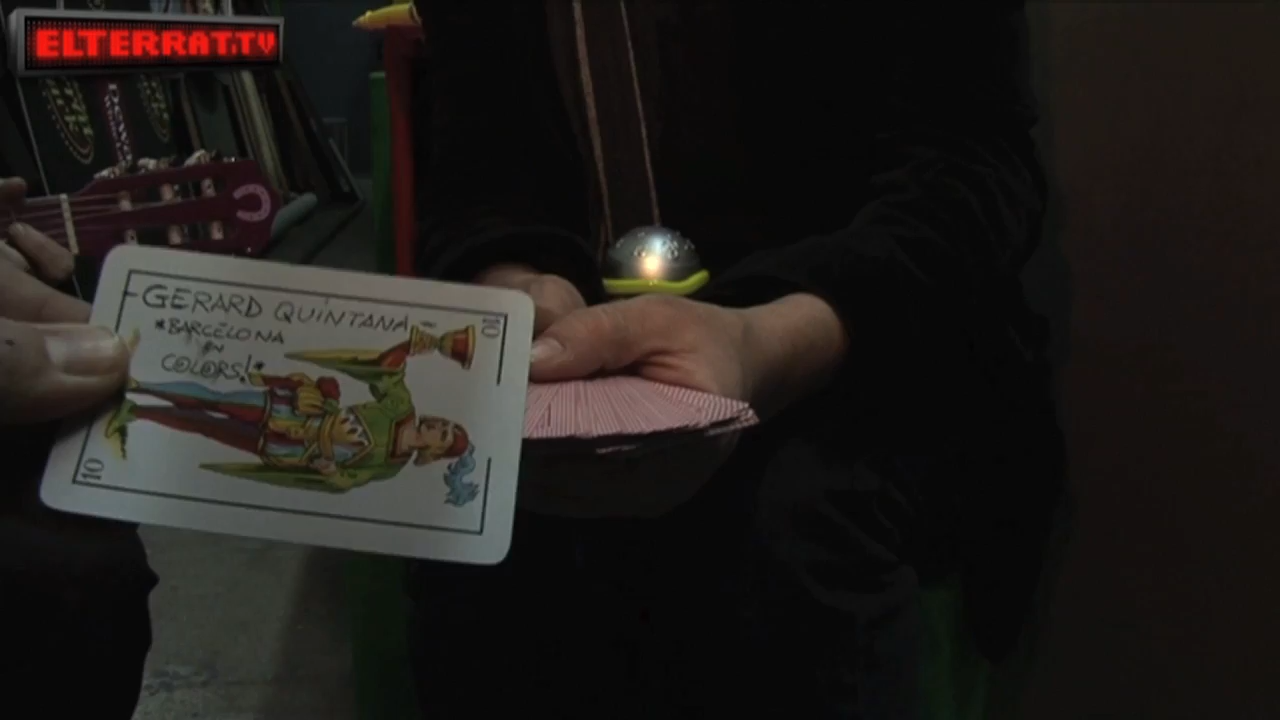 ELTERRAT.TV
GERARD QUINTANA
*BARCELONA
IN
COLORS!*
10
10